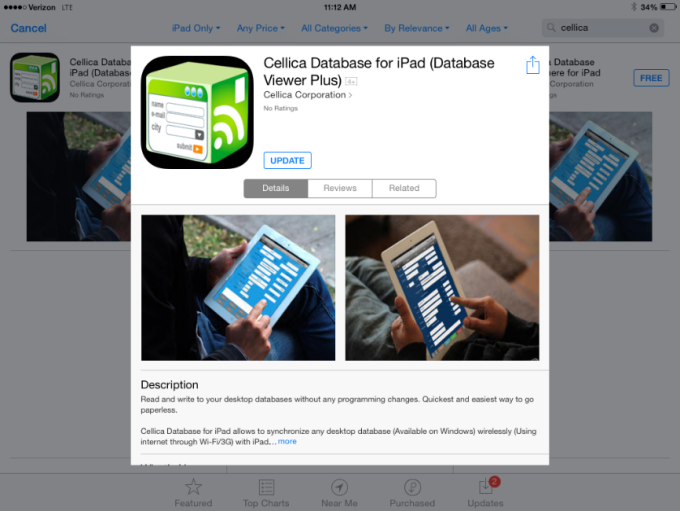 Verizon LTE 11:12 AM 34%
Cancel iPad Only Any Price All Categories By Relevance All Ages cellica
Cellica Database for iPad (Database
Viewer Plus) 4+
Cellica Corporation
No Ratings
UPDATE
Details Reviews Related
Cellica Data
iPad (Databas
Cellica Corporat
No Ratings
Database
ere for iPad
Corporation
FREE
Description
Read and write to your desktop databases without any programming changes. Quickest and easiest way to go
paperless.
Cellica Database for iPad allows to synchronize any desktop database (Available on Windows) wirelessly (Using
internet through Wi-Fi/3G) with iPad... more
Featured Top Charts Near Me Purchased Updates 2
name
e-mail
city
submit